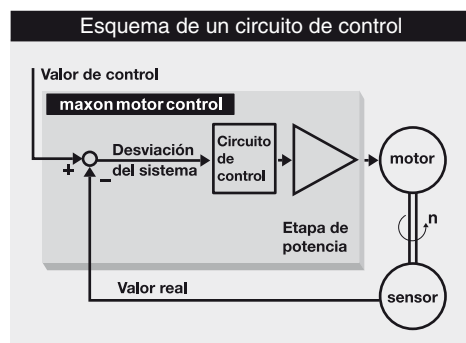 Esquema de un circuito de control
Valor de control
maxon motor control
Desviación
del sistema
Circuito
de
control
motor
+
–
Etapa de
potencia
n
Valor real
sensor